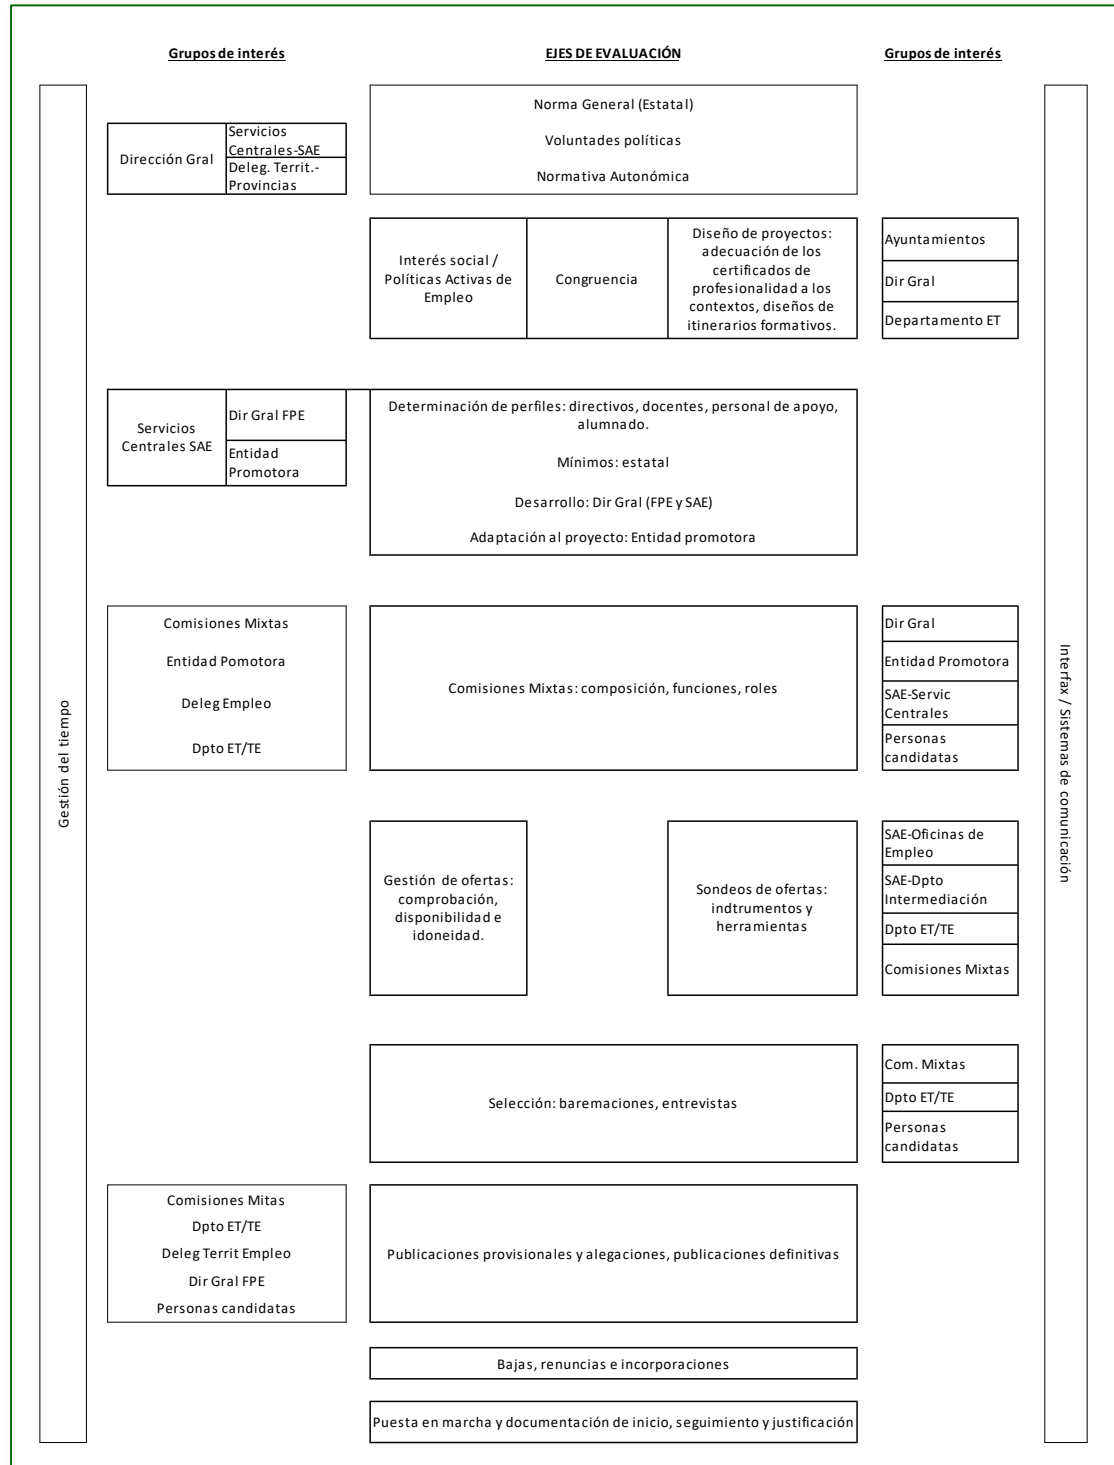 Grupos de interés
EJES DE EVALUACIÓN
Grupos de interés
Gestión del tiempo
Dirección Gral
Servicios
Centrales-SAE
Deleg. Territ.-
Provincias
Norma General (Estatal)
Voluntades políticas
Normativa Autonómica
Interés social /
Políticas Activas de
Empleo
Congruencia
Diseño de proyectos:
adecuación de los
certificados de
profesionalidad a los
contextos, diseños de
itinerarios formativos.
Ayuntamientos
Dir Gral
Departamento ET
Servicios
Centrales SAE
Dir Gral FPE
Entidad
Promotora
Determinación de perfiles: directivos, docentes, personal de apoyo,
alumnado.
Mínimos: estatal
Desarrollo: Dir Gral (FPE y SAE)
Adaptación al proyecto: Entidad promotora
Comisiones Mixtas
Entidad Pomotora
Deleg Empleo
Dpto ET/TE
Comisiones Mixtas: composición, funciones, roles
Dir Gral
Entidad Promotora
SAE-Servic
Centrales
Personas
candidatas
Gestión de ofertas:
comprobación,
disponibilidad e
idoneidad.
Sondeos de ofertas:
indtrumentos y
herramientas
SAE-Oficinas de
Empleo
SAE-Dpto
Intermediación
Dpto ET/TE
Comisiones Mixtas
Selección: baremaciones, entrevistas
Com. Mixtas
Dpto ET/TE
Personas
candidatas
Comisiones Mitas
Dpto ET/TE
Deleg Territ Empleo
Dir Gral FPE
Personas candidatas
Publicaciones provisionales y alegaciones, publicaciones definitivas
Bajas, renuncias e incorporaciones
Puesta en marcha y documentación de inicio, seguimiento y justificación
Interfax / Sistemas de comunicación